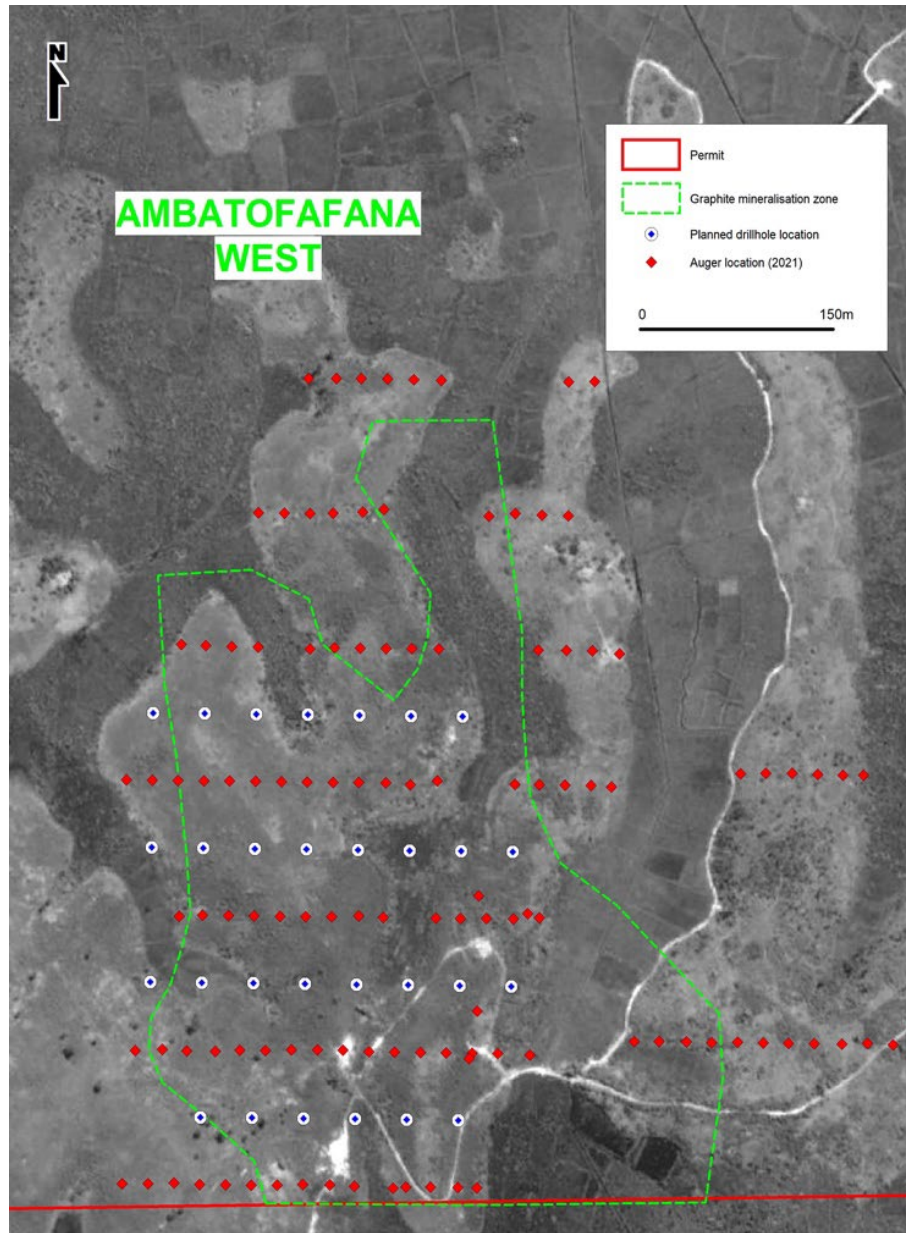 N
AMBATOFAFANA
WEST
Permit
Graphite mineralisation zone
Planned drillhole location
Auger location (2021)
0 150m